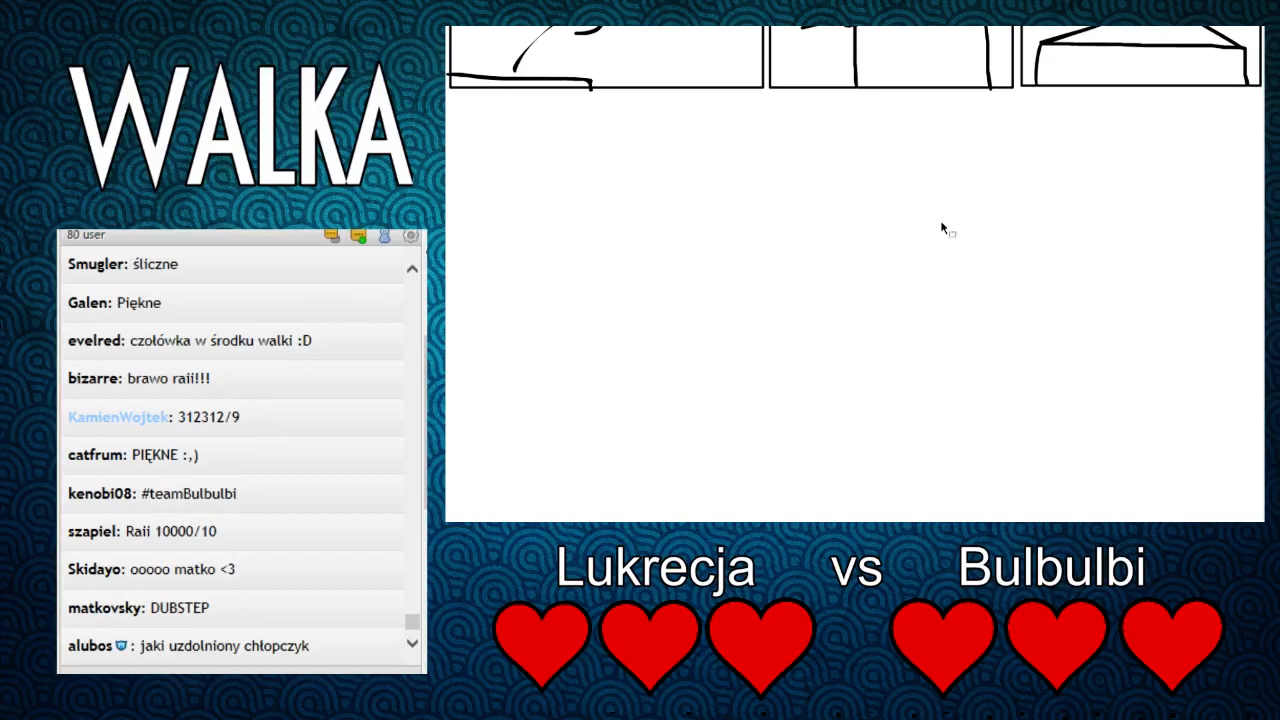 WALKA
80 user
Smugler: śliczne
Galen: Piękne
evelred: czołówka w środku walki :D
bizarre: brawo raii!!!
KamienWojtek: 312312/9
catfrum: PIĘKNE :,)
kenobi08: #teamBulbulbi
szapiel: Raii 10000/10
Skidayo: ooooo matko <3
matkovsky: DUBSTEP
alubos : jaki uzdolniony chłopczyk
Lukrecja vs Bulbulbi